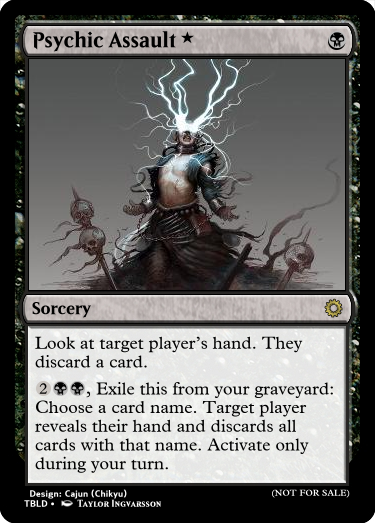 Psychic Assault ★
Sorcery
Look at target player's hand. They
discard a card.
2, Exile this from your graveyard:
Choose a card name. Target player
reveals their hand and discards all
cards with that name. Activate only
during your turn.
Design: Cajun (Chikyu)
(NOT FOR SALE)
TBLD • Taylor Ingvarsson